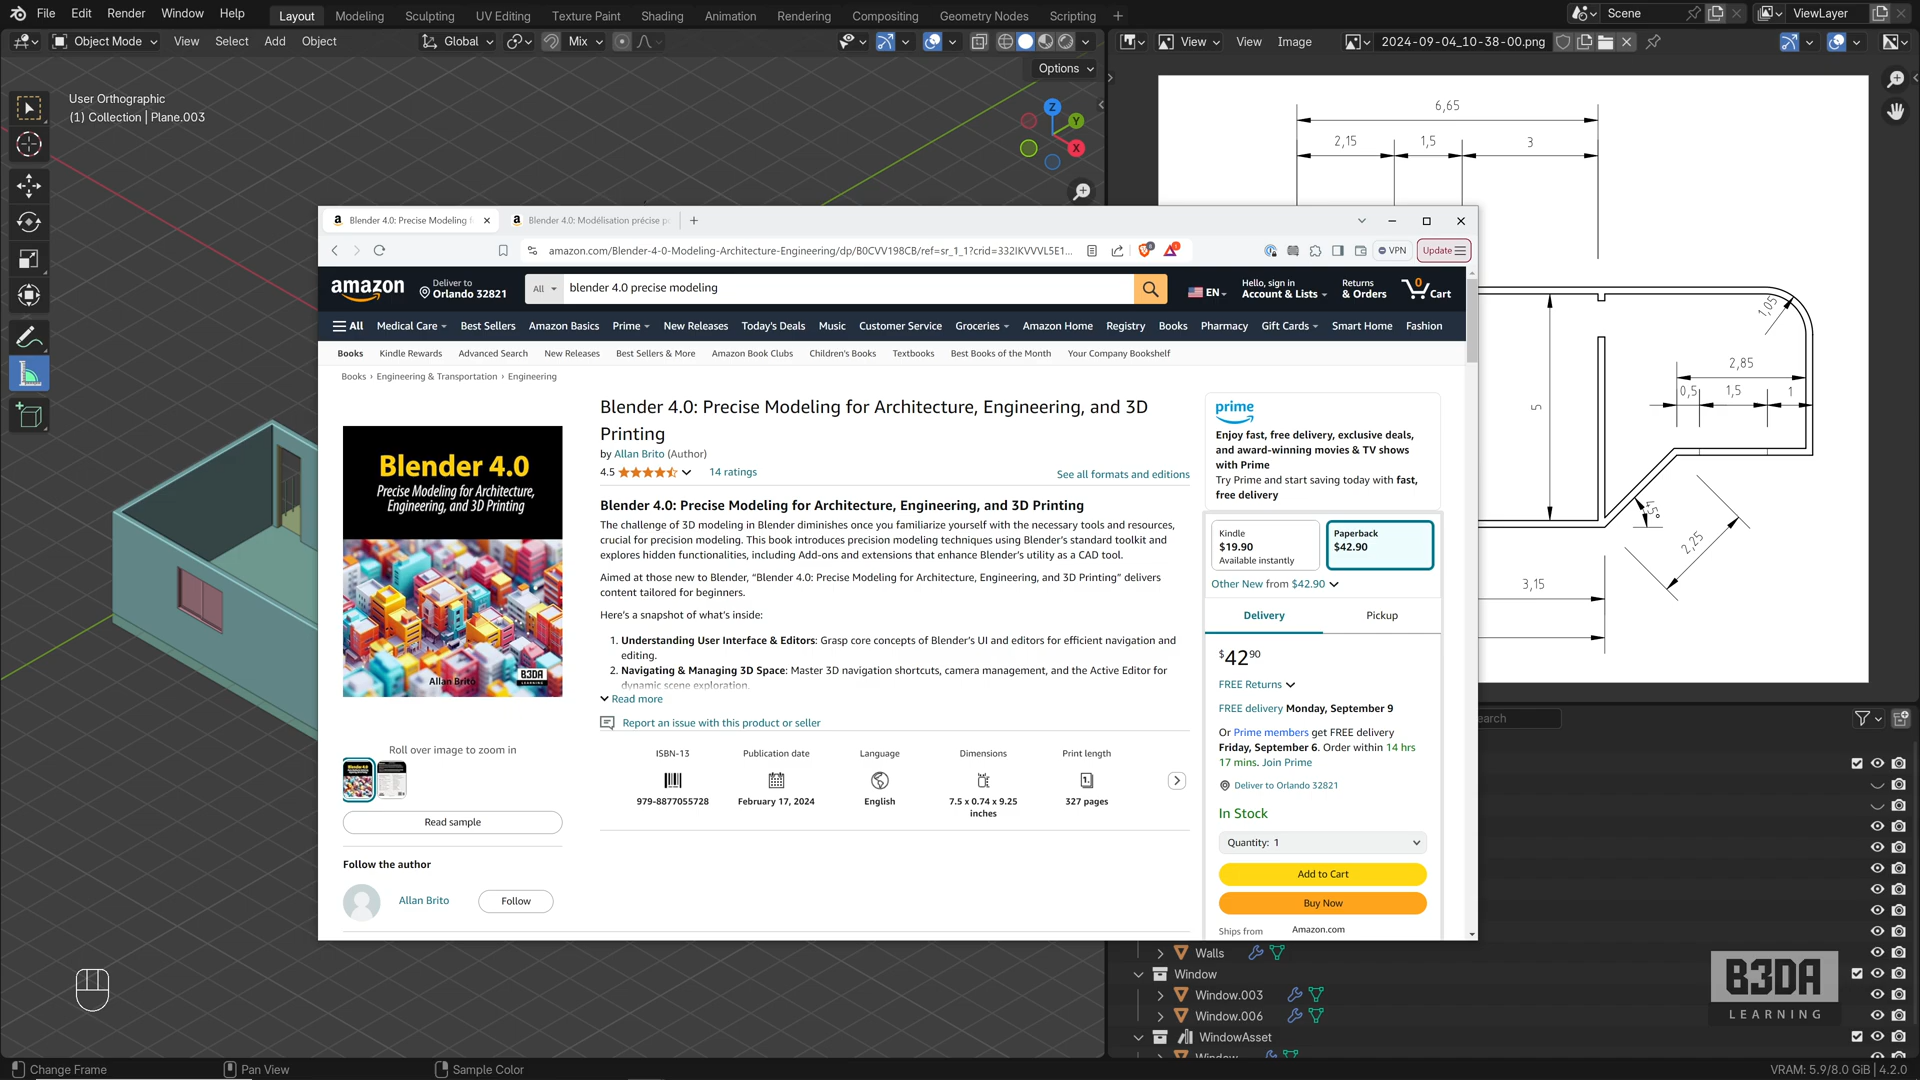 File Edit Render Window Help Layout Modeling Sculpting UV Editing Texture Paint Shading Animation Rendering Compositing Geometry Nodes Scripting + Scene ViewLayer
Object Mode View Select Add Object Global Mix View View Image 2024-09-04_10-38-00.png
Options
User Orthographic
(1) Collection | Plane.003
Z
Y
X
6,65
2,15 1,5 3
Blender 4.0: Precise Modeling Blender 4.0: Modélisation précise
amazon.com/Blender-4-0-Modeling-Architecture-Engineering/dp/B0CVV198CB/ref=sr_1_1?crid=332IKVVVL5E1... VPN Update
amazon Deliver to Orlando 32821 All blender 4.0 precise modeling EN Hello, sign in Account & Lists Returns & Orders 0 Cart
All Medical Care Best Sellers Amazon Basics Prime New Releases Today's Deals Music Customer Service Groceries Amazon Home Registry Books Pharmacy Gift Cards Smart Home Fashion
Books Kindle Rewards Advanced Search New Releases Best Sellers & More Amazon Book Clubs Children's Books Textbooks Best Books of the Month Your Company Bookshelf
Books › Engineering & Transportation › Engineering
Blender 4.0
Precise Modeling for Architecture,
Engineering, and 3D Printing
Allan Brito
B3DA
LEARNING
Roll over image to zoom in
Read sample
Follow the author
Allan Brito Follow
Blender 4.0: Precise Modeling for Architecture, Engineering, and 3D
Printing
by Allan Brito (Author)
4.5 14 ratings See all formats and editions
Blender 4.0: Precise Modeling for Architecture, Engineering, and 3D Printing
The challenge of 3D modeling in Blender diminishes once you familiarize yourself with the necessary tools and resources,
crucial for precision modeling. This book introduces precision modeling techniques using Blender's standard toolkit and
explores hidden functionalities, including Add-ons and extensions that enhance Blender's utility as a CAD tool.
Aimed at those new to Blender, "Blender 4.0: Precise Modeling for Architecture, Engineering, and 3D Printing" delivers
content tailored for beginners.
Here's a snapshot of what's inside:
1. Understanding User Interface & Editors: Grasp core concepts of Blender's UI and editors for efficient navigation and
editing.
2. Navigating & Managing 3D Space: Master 3D navigation shortcuts, camera management, and the Active Editor for
dynamic scene exploration.
Read more
Report an issue with this product or seller
ISBN-13 Publication date Language Dimensions Print length
979-8877055728 February 17, 2024 English 7.5 x 0.74 x 9.25 327 pages
inches
prime
Enjoy fast, free delivery, exclusive deals,
and award-winning movies & TV shows
with Prime
Try Prime and start saving today with fast,
free delivery
Kindle
$19.90
Available instantly
Paperback
$42.90
Other New from $42.90
Delivery Pickup
$42 90
FREE Returns
FREE delivery Monday, September 9
Or Prime members get FREE delivery
Friday, September 6. Order within 14 hrs
17 mins. Join Prime
Deliver to Orlando 32821
In Stock
Quantity: 1
Add to Cart
Buy Now
Ships from Amazon.com
1,05
2,85
0,5 1,5 1
5
45°
2,25
3,15
earch
Walls
Window
Window.003
Window.006
WindowAsset
Window
B3DA
LEARNING
Change Frame Pan View Sample Color VRAM: 5.9/8.0 GiB | 4.2.0